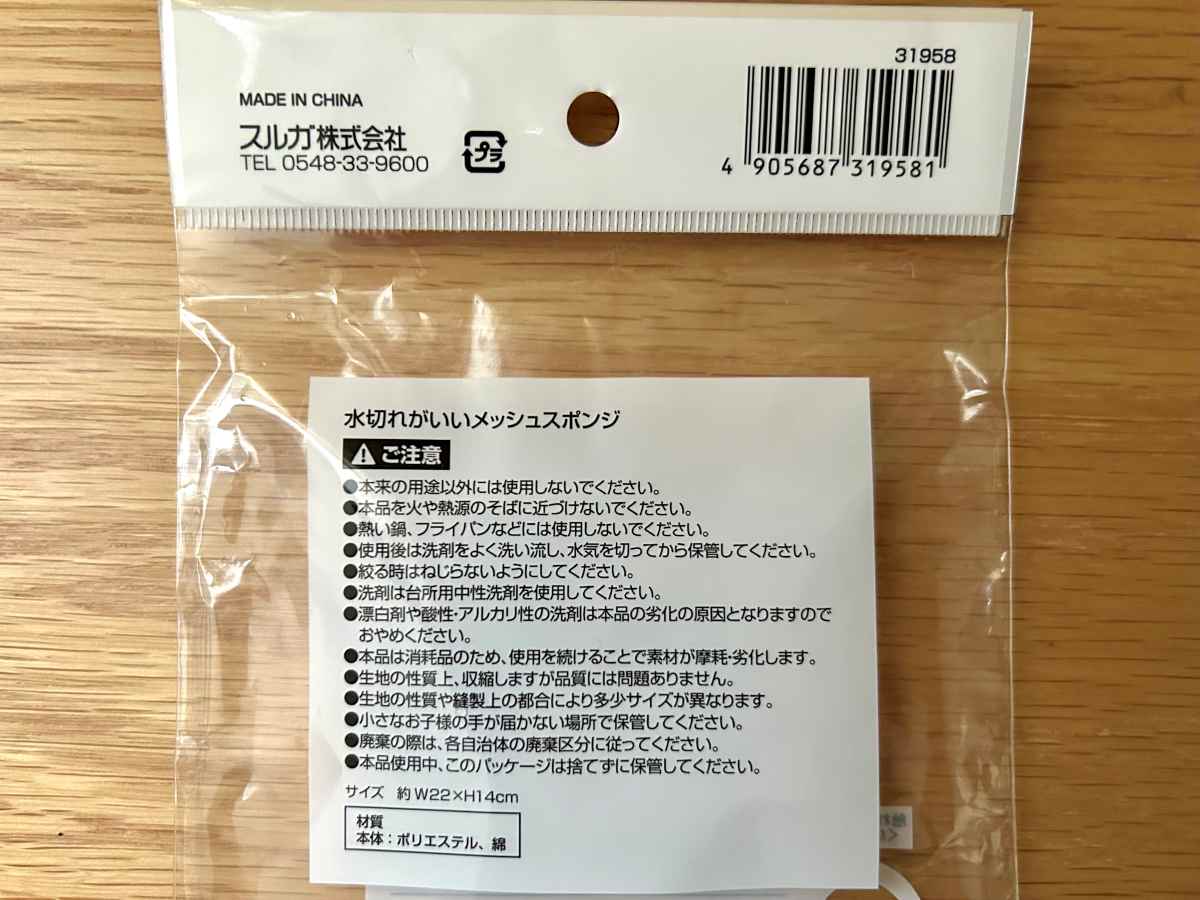 31958
MADE IN CHINA
スルガ株式会社
TEL 0548-33-9600
プラ
4 905687 319581
水切れがいいメッシュスポンジ
ご注意
●本来の用途以外には使用しないでください。
●本品を火や熱源のそばに近づけないでください。
●熱い鍋、フライパンなどには使用しないでください。
●使用後は洗剤をよく洗い流し、水気を切ってから保管してください。
●絞る時はねじらないようにしてください。
●洗剤は台所用中性洗剤を使用してください。
●漂白剤や酸性・アルカリ性の洗剤は本品の劣化の原因となりますので
おやめください。
●本品は消耗品のため、使用を続けることで素材が摩耗・劣化します。
●生地の性質上、収縮しますが品質には問題ありません。
●生地の性質や縫製上の都合により多少サイズが異なります。
●小さなお子様の手が届かない場所で保管してください。
●廃棄の際は、各自治体の廃棄区分に従ってください。
●本品使用中、このパッケージは捨てずに保管してください。
サイズ 約W22×H14cm
材質
本体：ポリエステル、綿